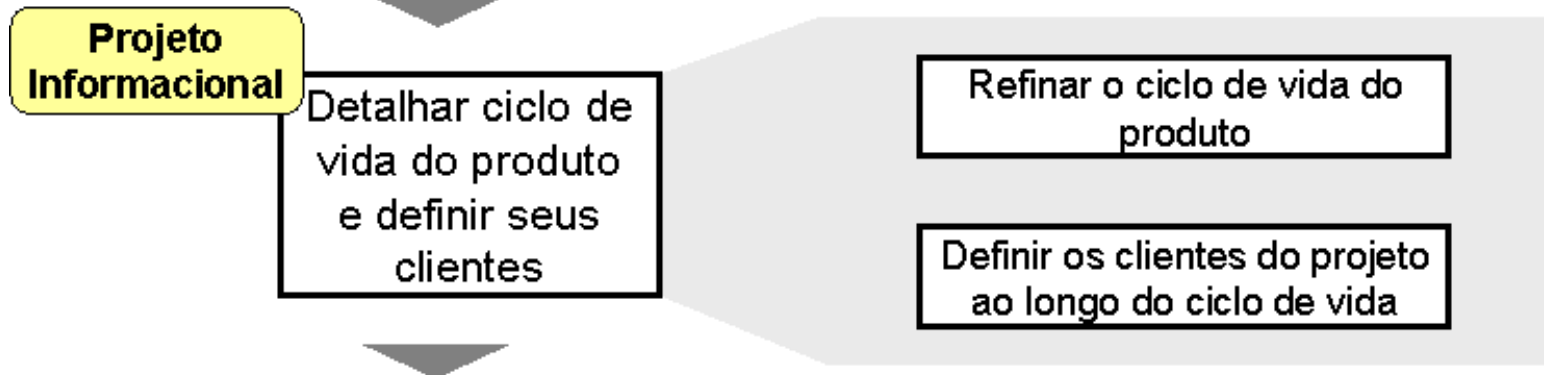 Projeto
Informacional
Detalhar ciclo de
vida do produto
e definir seus
clientes
Refinar o ciclo de vida do
produto
Definir os clientes do projeto
ao longo do ciclo de vida